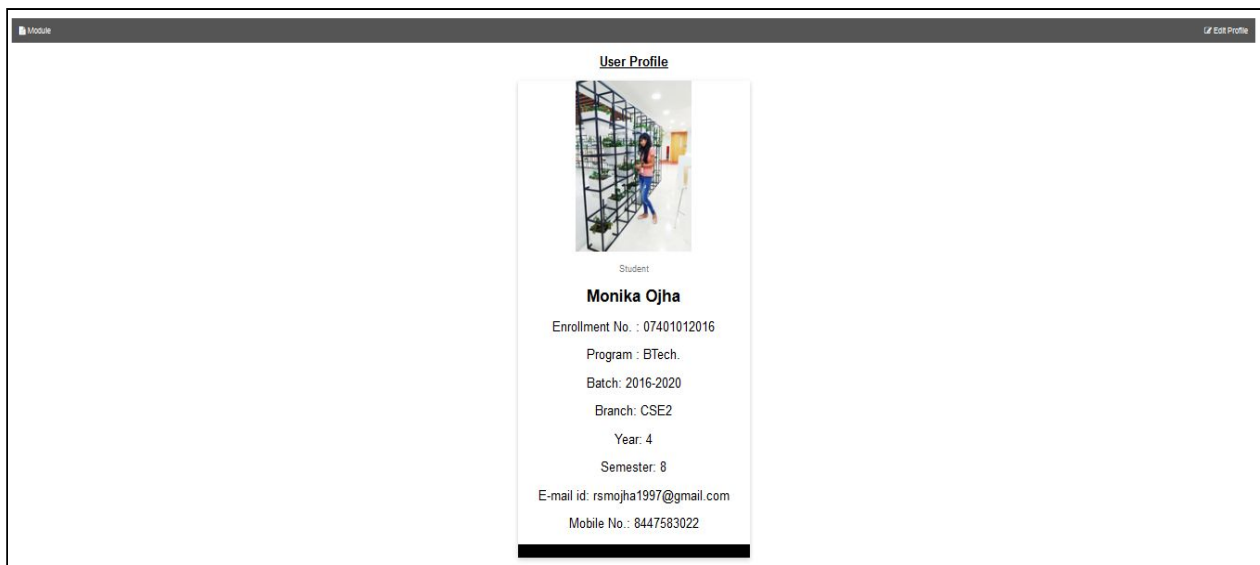 Module
Edit Profile
User Profile
Student
Monika Ojha
Enrollment No. : 07401012016
Program : BTech.
Batch: 2016-2020
Branch: CSE2
Year: 4
Semester: 8
E-mail id: rsmojha1997@gmail.com
Mobile No.: 8447583022